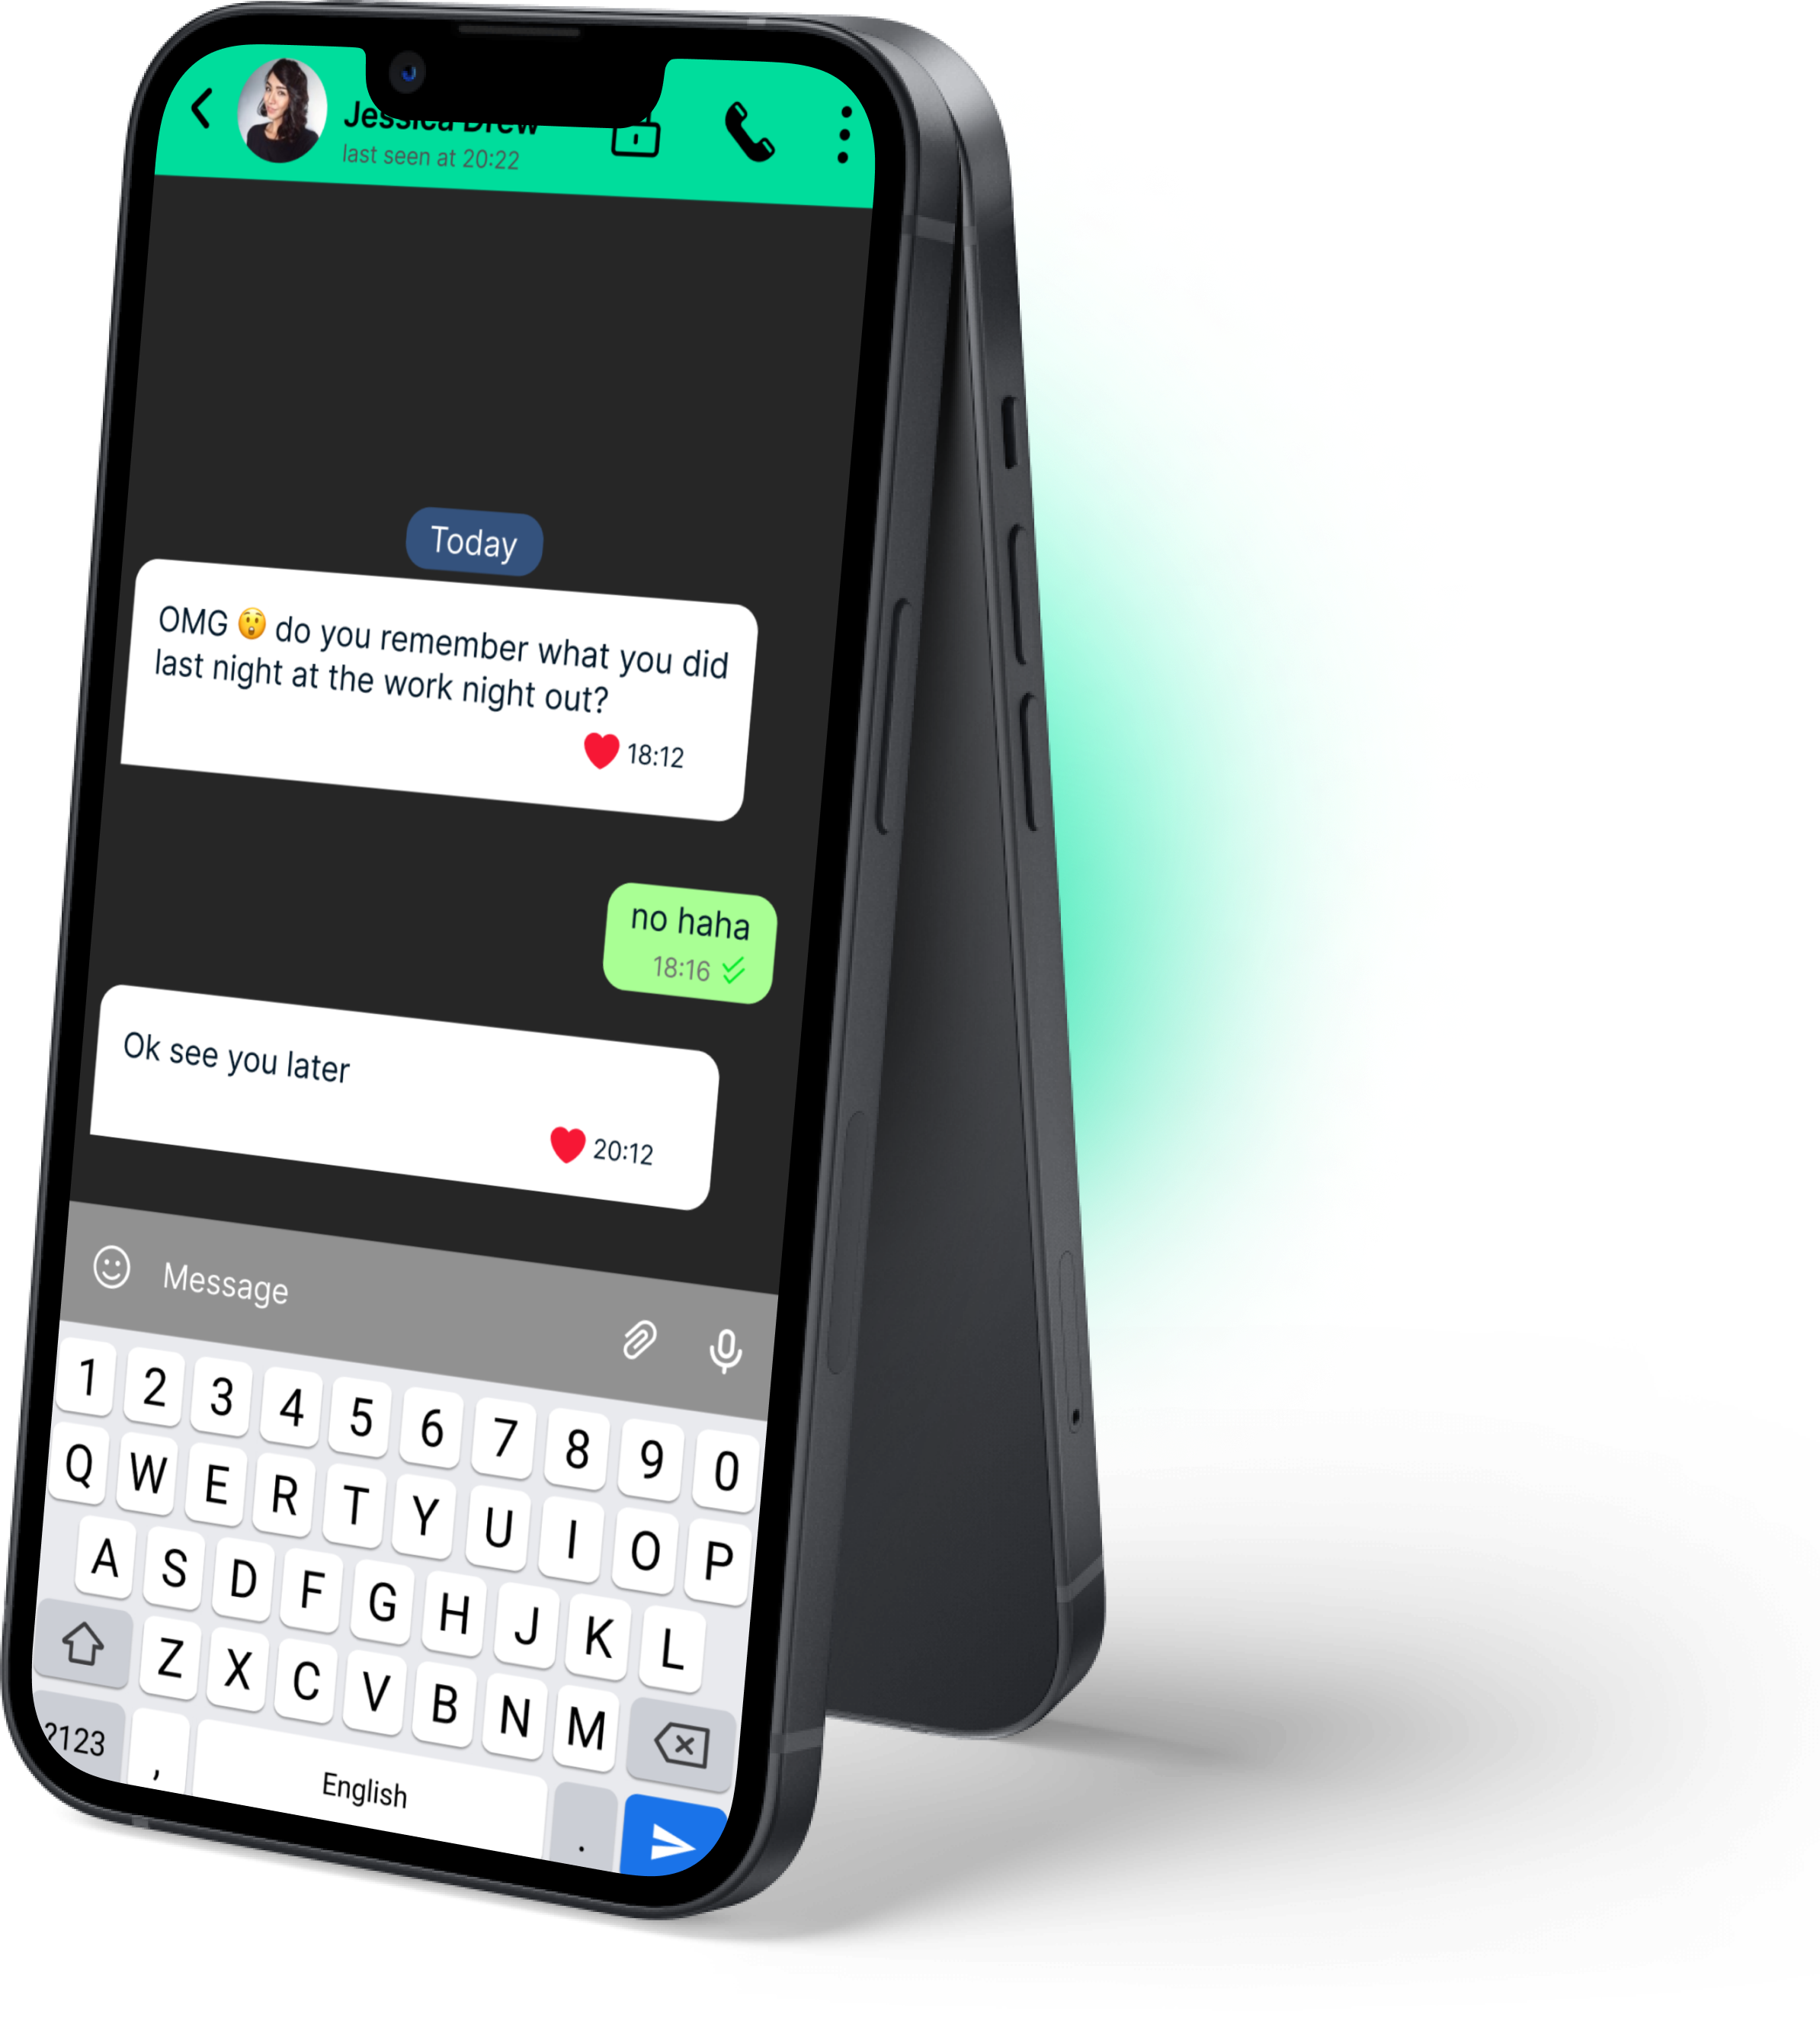 Jessica Drew
last seen at 20:22
Today
OMG 😲 do you remember what you did
last night at the work night out?
❤️ 18:12
no haha
18:16
Ok see you later
❤️ 20:12
Message
1 2 3 4 5 6 7 8 9 0
Q W E R T Y U I O P
A S D F G H J K L
Z X C V B N M
?123 , English .